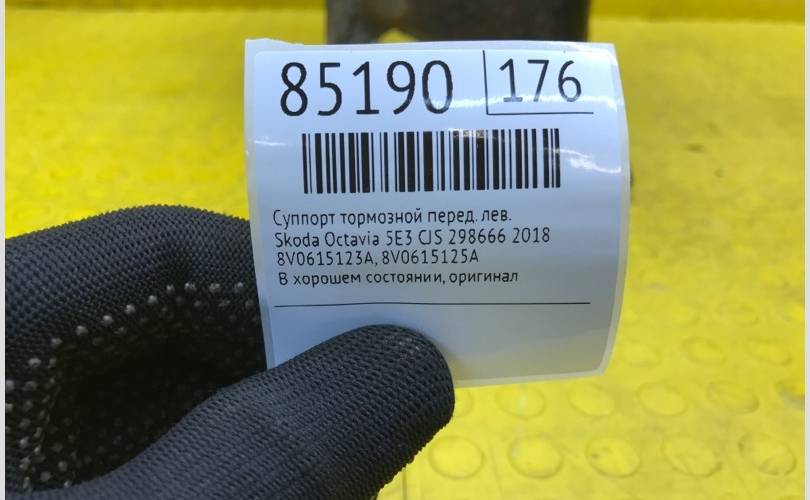 85190 176
Суппорт тормозной перед. лев.
Skoda Octavia 5E3 CJS 298666 2018
8V0615123A, 8V0615125A
В хорошем состоянии, оригинал